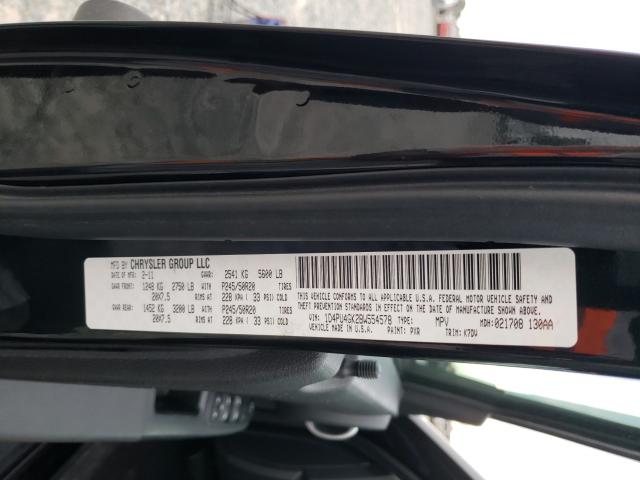 MFD BY CHRYSLER GROUP LLC
DATE OF MFR 2-11 GVWR: 2541 KG 5600 LB
GAWR FRONT: 1248 KG 2750 LB WITH P245/50R20 TIRES
20X7.5 RIMS AT 228 KPA ( 33 PSI) COLD
GAWR REAR: 1452 KG 3200 LB WITH P245/50R20 TIRES
20X7.5 RIMS AT 228 KPA ( 33 PSI) COLD
THIS VEHICLE CONFORMS TO ALL APPLICABLE U.S.A. FEDERAL MOTOR VEHICLE SAFETY, BUMPER, AND
THEFT PREVENTION STANDARDS IN EFFECT ON THE DATE OF MANUFACTURE SHOWN ABOVE.
VIN: 1D4PU4GK2BW554578 TYPE: MPV MDH: 021708 130AA
MADE IN U.S.A. PAINT: PXR TRIM: K7DV